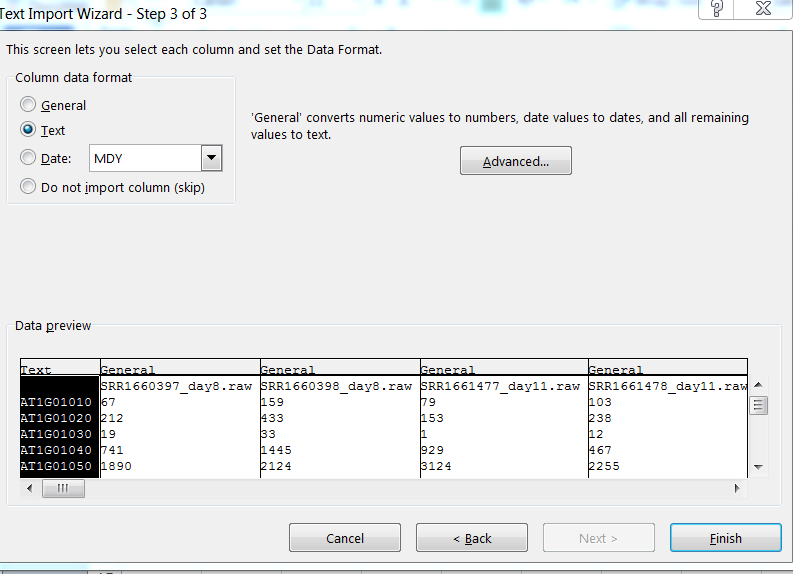 Text Import Wizard - Step 3 of 3
This screen lets you select each column and set the Data Format.
Column data format
General
Text
Date: MDY
Do not import column (skip)
'General' converts numeric values to numbers, date values to dates, and all remaining
values to text.
Advanced...
Data preview
Text General General General General
SRR1660397_day8.raw SRR1660398_day8.raw SRR1661477_day11.raw SRR1661478_day11.raw
AT1G01010 67 159 79 103
AT1G01020 212 433 153 238
AT1G01030 19 33 1 12
AT1G01040 741 1445 929 467
AT1G01050 1890 2124 3124 2255
Cancel < Back Next > Finish